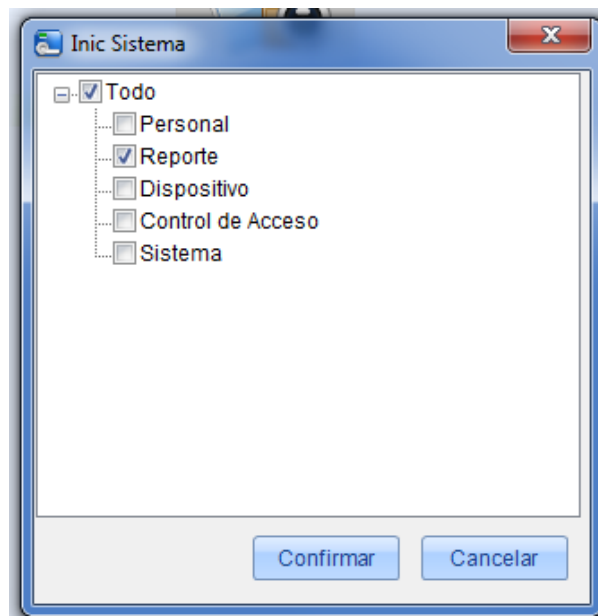 Inic Sistema
Todo
Personal
Reporte
Dispositivo
Control de Acceso
Sistema
Confirmar
Cancelar